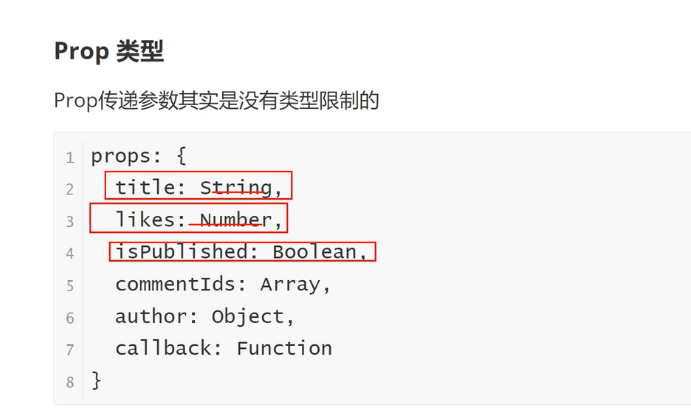 Prop 类型
Prop传递参数其实是没有类型限制的
1 props: {
2 title: String,
3 likes: Number,
4 isPublished: Boolean,
5 commentIds: Array,
6 author: Object,
7 callback: Function
8 }